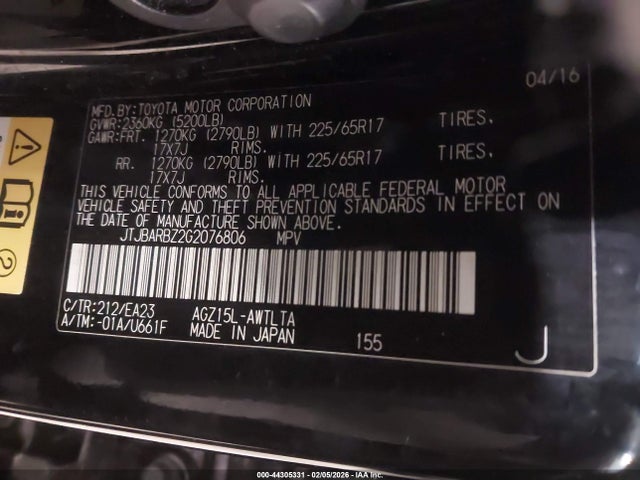 04/16
MFD.BY:TOYOTA MOTOR CORPORATION
GVWR:2360KG (5200LB)
GAWR:FRT. 1270KG (2790LB) WITH 225/65R17 TIRES,
17X7J RIMS.
RR. 1270KG (2790LB) WITH 225/65R17 TIRES,
17X7J RIMS.
THIS VEHICLE CONFORMS TO ALL APPLICABLE FEDERAL MOTOR
VEHICLE SAFETY AND THEFT PREVENTION STANDARDS IN EFFECT ON
THE DATE OF MANUFACTURE SHOWN ABOVE.
JTJBARBZ2G2076806 MPV
C/TR:212/EA23 AGZ15L-AWTLTA
A/TM:-01A/U661F MADE IN JAPAN 155
J
000-44305331 - 02/05/2026 - IAA Inc.